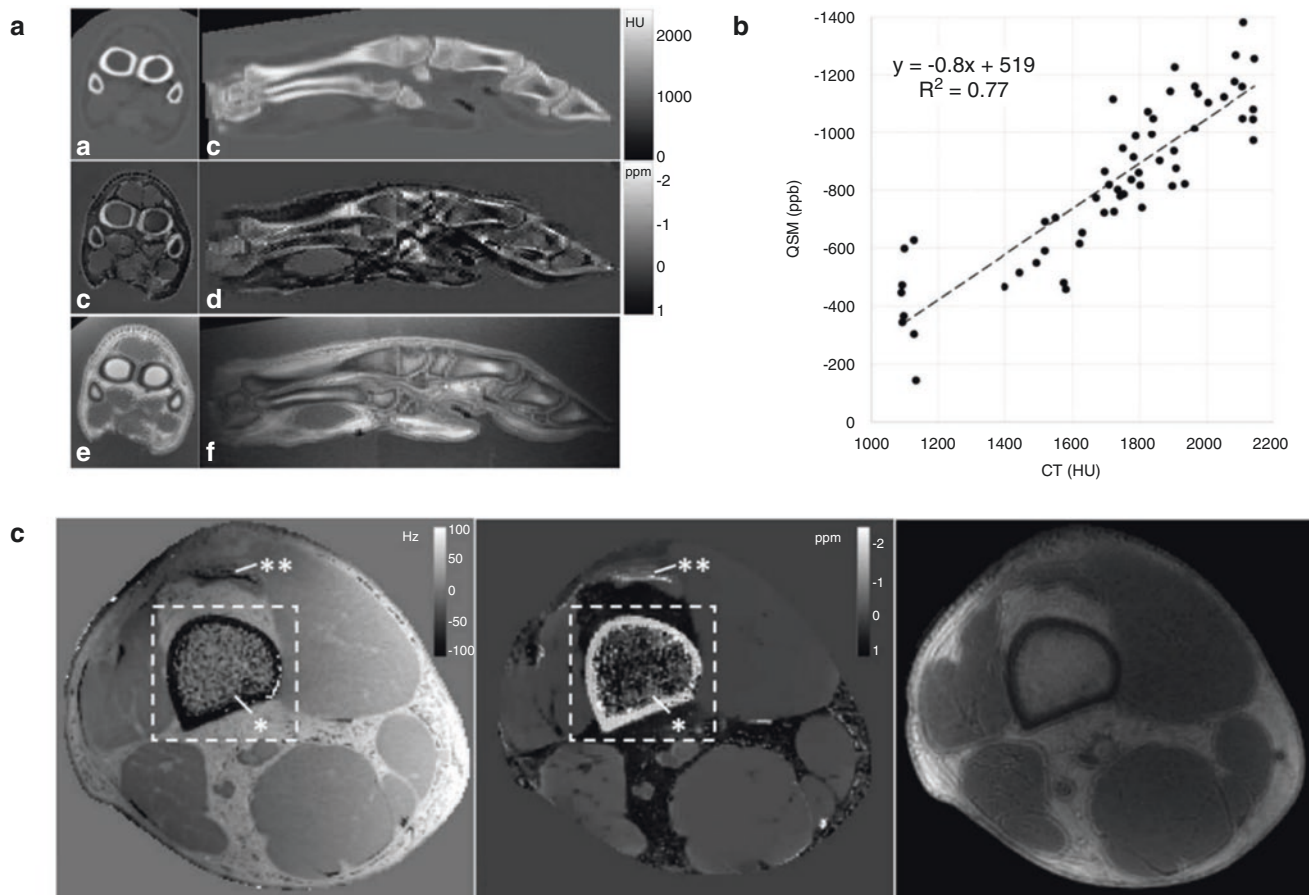 a
HU
2000
1000
0
a
c
ppm
-2
-1
0
1
c
d
e
f
b
y = -0.8x + 519
R² = 0.77
QSM (ppb)
-1400
-1200
-1000
-800
-600
-400
-200
0
1000 1200 1400 1600 1800 2000 2200
CT (HU)
c
Hz
100
50
0
-50
-100
**
*
ppm
-2
-1
0
1
**
*